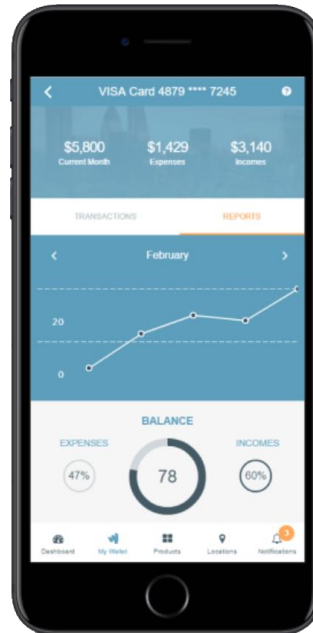 VISA Card 4879 **** 7245 ?
$5,800 $1,429 $3,140
Current Month Expenses Incomes
TRANSACTIONS REPORTS
February
20
0
BALANCE
EXPENSES INCOMES
47% 78 60%
3
Dashboard My Wallet Products Locations Notifications